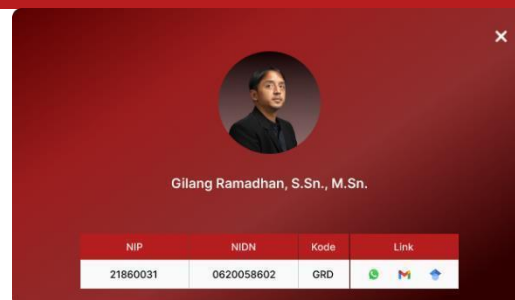 Gilang Ramadhan, S.Sn., M.Sn.
NIP NIDN Kode Link
21860031 0620058602 GRD